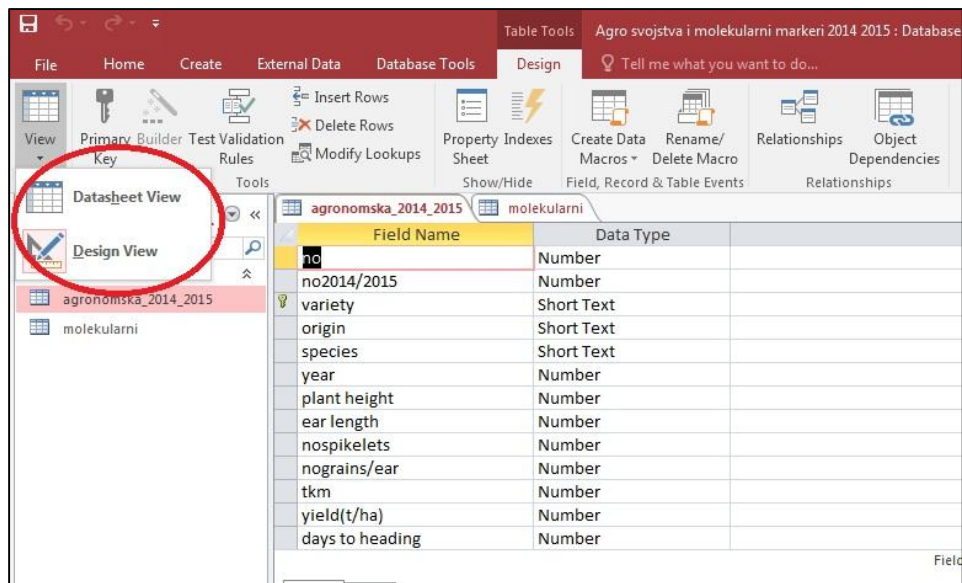 Table Tools Agro svojstva i molekularni markeri 2014 2015 : Database
File Home Create External Data Database Tools Design Tell me what you want to do...
View
Primary Key
Builder
Test Validation Rules
Insert Rows
Delete Rows
Modify Lookups
Property Sheet
Indexes
Create Data Macros
Rename/ Delete Macro
Relationships
Object Dependencies
Tools
Show/Hide
Field, Record & Table Events
Relationships
Datasheet View
Design View
agronomska_2014_2015
molekularni
agronomska_2014_2015 molekularni
Field Name Data Type
no Number
no2014/2015 Number
variety Short Text
origin Short Text
species Short Text
year Number
plant height Number
ear length Number
nospikelets Number
nograins/ear Number
tkm Number
yield(t/ha) Number
days to heading Number